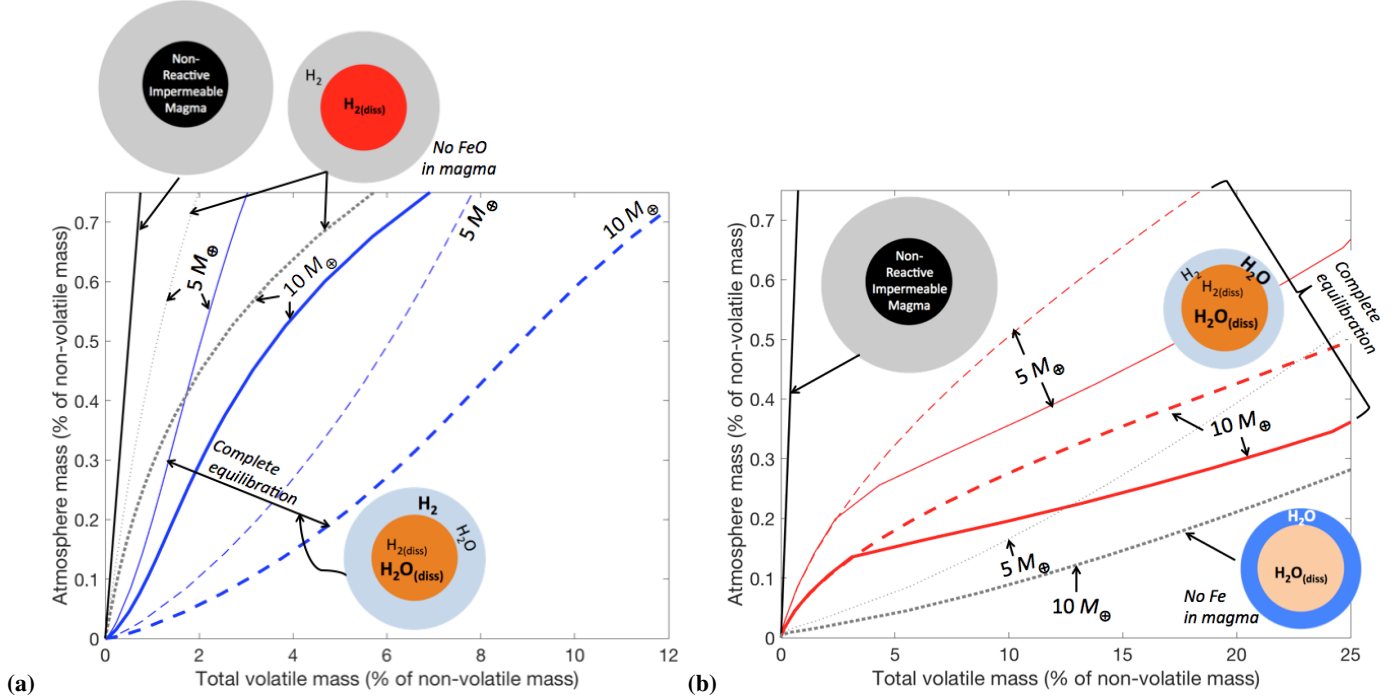 Non-
Reactive
Impermeable
Magma
H2
H2(diss)
No FeO
in magma
Atmosphere mass (% of non-volatile mass)
0.7
0.6
0.5
0.4
0.3
0.2
0.1
0
5 M⊕
10 M⊕
5 M⊕
10 M⊕
Complete
equilibration
H2
H2O
H2(diss)
H2O(diss)
0 2 4 6 8 10 12
Total volatile mass (% of non-volatile mass)
(a)
Atmosphere mass (% of non-volatile mass)
0.7
0.6
0.5
0.4
0.3
0.2
0.1
0
Non-
Reactive
Impermeable
Magma
H2
H2O
H2(diss)
H2O(diss)
Complete
equilibration
5 M⊕
10 M⊕
5 M⊕
10 M⊕
No Fe
in magma
H2O
H2O(diss)
0 5 10 15 20 25
Total volatile mass (% of non-volatile mass)
(b)